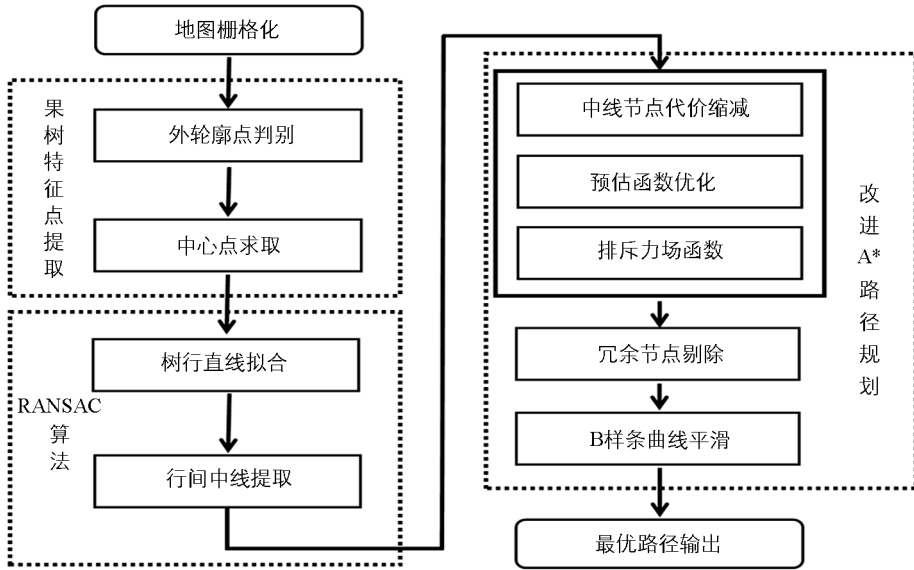 地图栅格化
果树特征点提取
外轮廓点判别
中心点求取
RANSAC
算法
树行直线拟合
行间中线提取
中线节点代价缩减
预估函数优化
排斥力场函数
改进A*路径规划
冗余节点剔除
B样条曲线平滑
最优路径输出